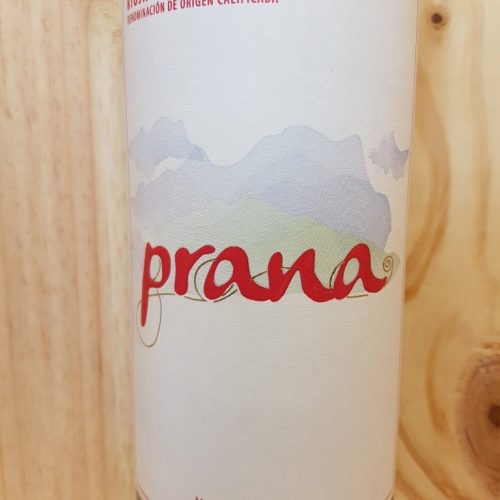 DENOMINACIÓN DE ORIGEN CALIFICADA
prana